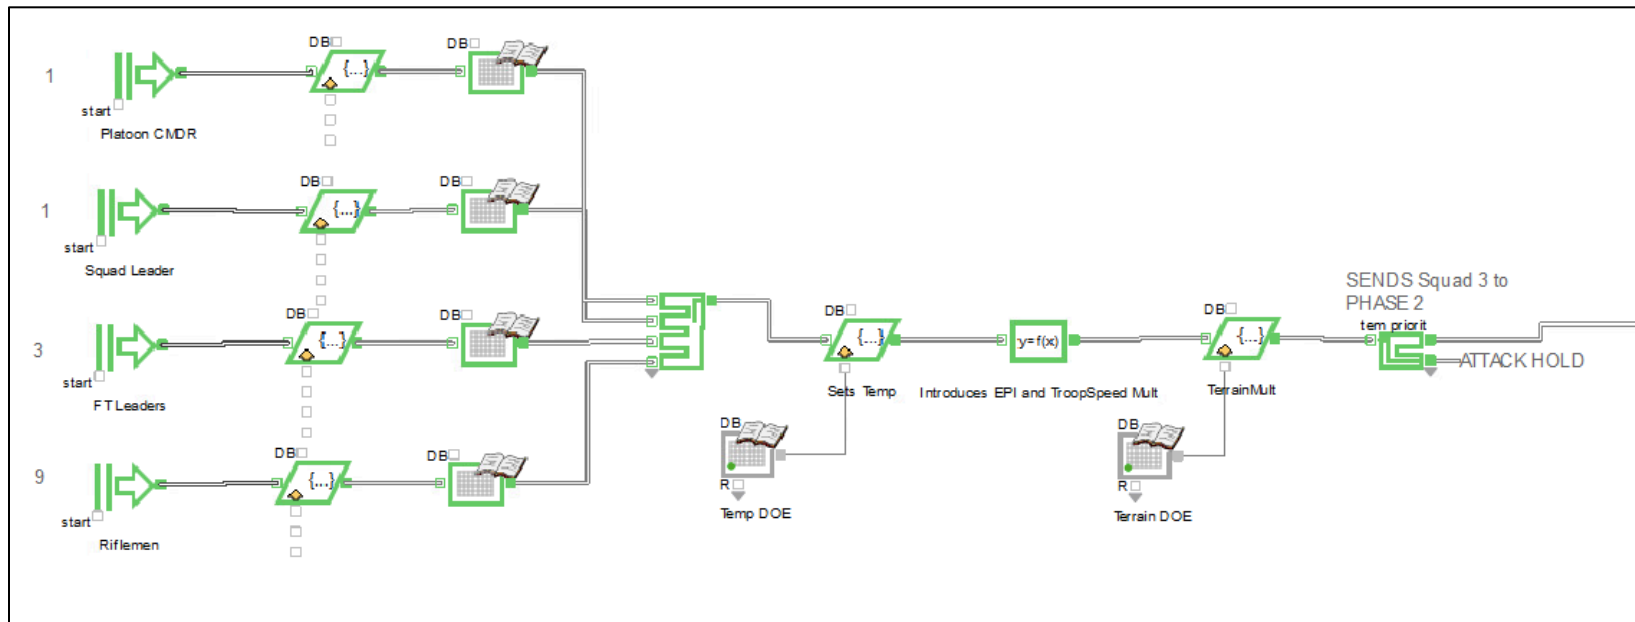 DB
{...}
DB
1
start
Platoon CMDR
DB
{...}
DB
1
start
Squad Leader
DB
{...}
DB
3
start
FT Leaders
DB
{...}
DB
9
start
Riflemen
DB
{...}
Sets Temp
DB
R
Temp DOE
y=f(x)
Introduces EPI and TroopSpeed Mult
DB
{...}
TerrainMult
DB
R
Terrain DOE
SENDS Squad 3 to
PHASE 2
tem priorit
ATTACK HOLD